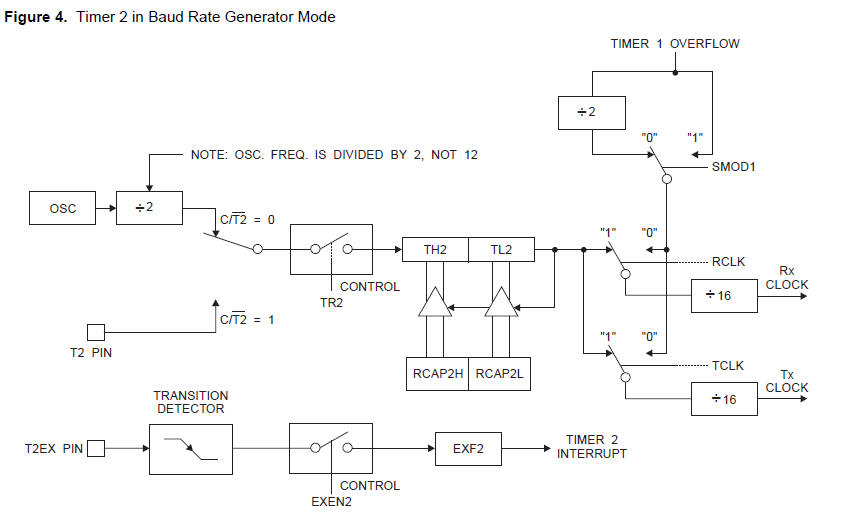 Figure 4. Timer 2 in Baud Rate Generator Mode
TIMER 1 OVERFLOW
÷2
"0" "1"
SMOD1
NOTE: OSC. FREQ. IS DIVIDED BY 2, NOT 12
OSC
÷2
C/T̅2̅ = 0
TH2
TL2
"1" "0"
RCLK
Rx
CLOCK
÷16
CONTROL
TR2
C/T̅2̅ = 1
T2 PIN
"1" "0"
RCAP2H
RCAP2L
TCLK
Tx
CLOCK
÷16
TRANSITION
DETECTOR
T2EX PIN
EXF2
TIMER 2
INTERRUPT
CONTROL
EXEN2